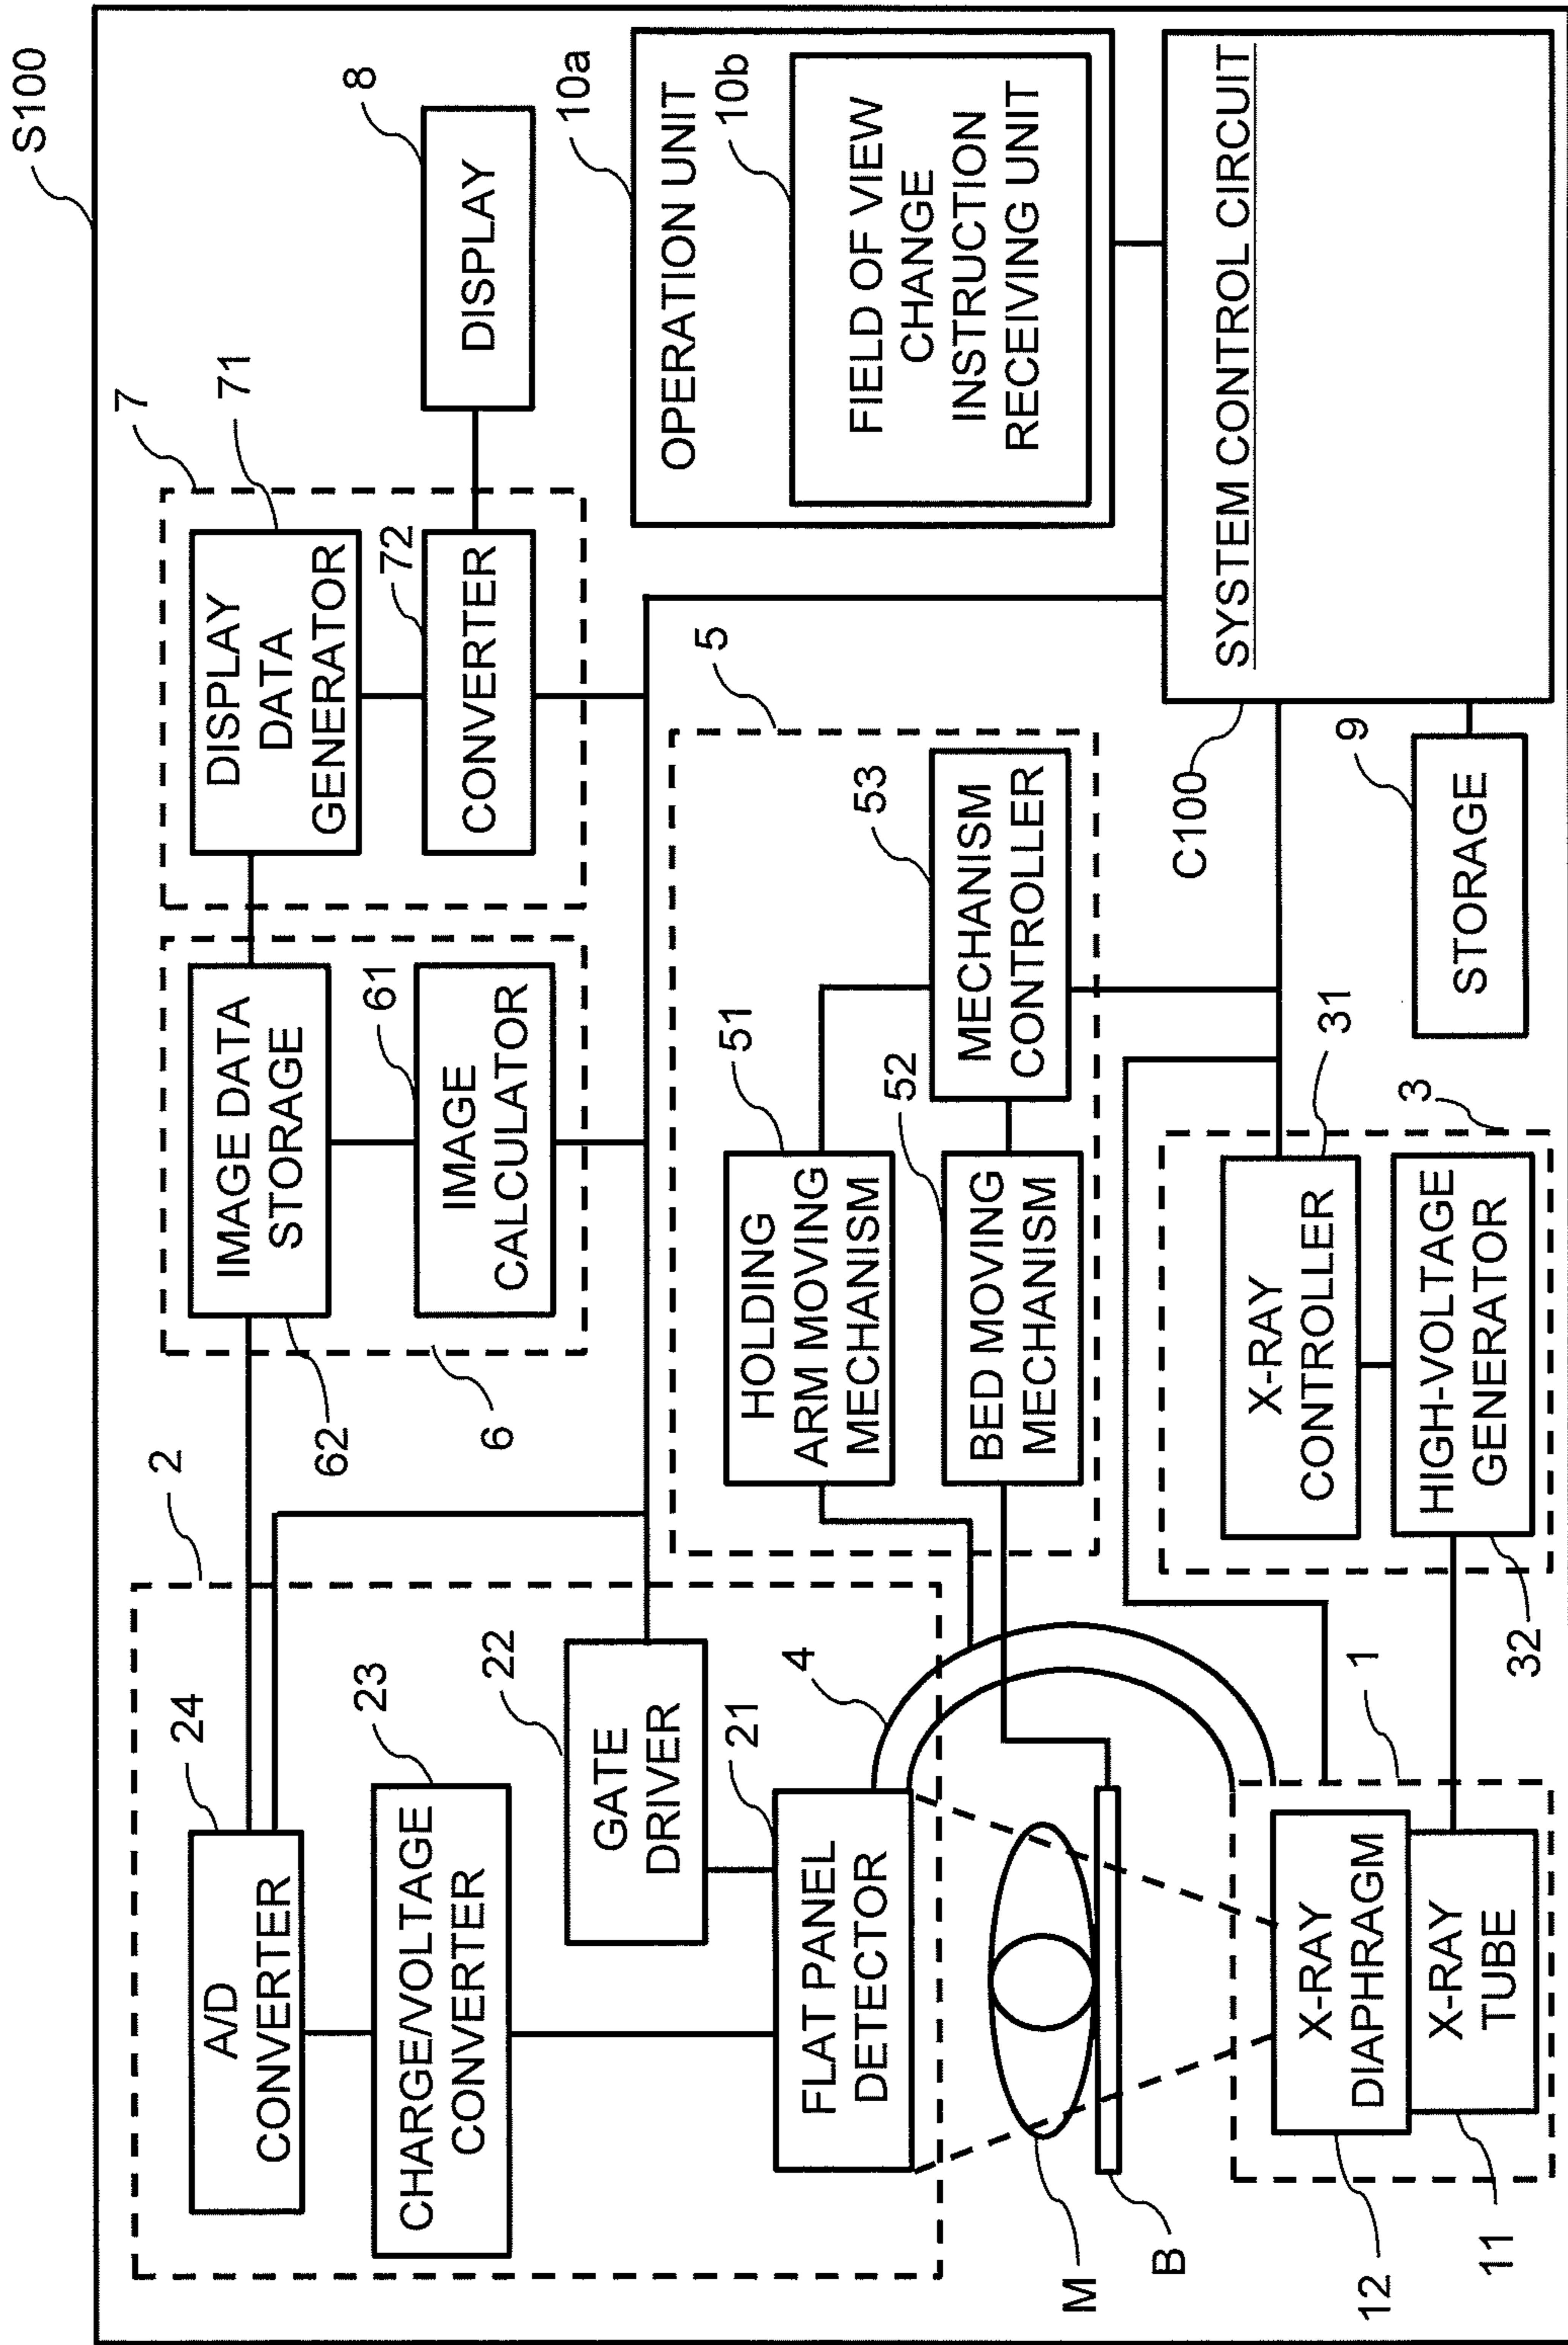 S100
2
24
A/D
CONVERTER
23
CHARGE/VOLTAGE
CONVERTER
22
GATE
DRIVER
21
FLAT PANEL
DETECTOR
4
M
B
1
X-RAY
DIAPHRAGM
X-RAY
TUBE
12
11
62
IMAGE DATA
STORAGE
61
IMAGE
CALCULATOR
6
7
71
DISPLAY
DATA
GENERATOR
72
CONVERTER
8
DISPLAY
5
51
HOLDING
ARM MOVING
MECHANISM
52
BED MOVING
MECHANISM
53
MECHANISM
CONTROLLER
3
31
X-RAY
CONTROLLER
HIGH-VOLTAGE
GENERATOR
32
10a
OPERATION UNIT
10b
FIELD OF VIEW
CHANGE
INSTRUCTION
RECEIVING UNIT
SYSTEM CONTROL CIRCUIT
C100
9
STORAGE